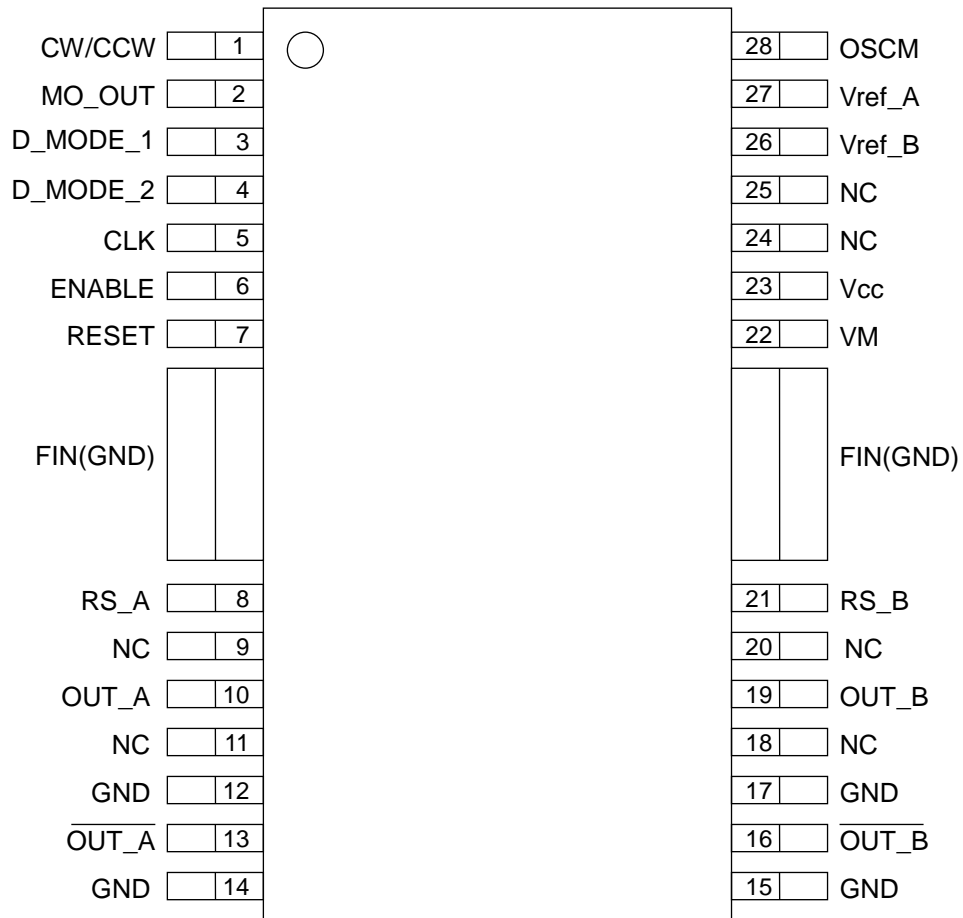 CW/CCW 1 28 OSCM
MO_OUT 2 27 Vref_A
D_MODE_1 3 26 Vref_B
D_MODE_2 4 25 NC
CLK 5 24 NC
ENABLE 6 23 Vcc
RESET 7 22 VM
FIN(GND) FIN(GND)
RS_A 8 21 RS_B
NC 9 20 NC
OUT_A 10 19 OUT_B
NC 11 18 NC
GND 12 17 GND
O̅U̅T̅_̅A̅ 13 16 O̅U̅T̅_̅B̅
GND 14 15 GND